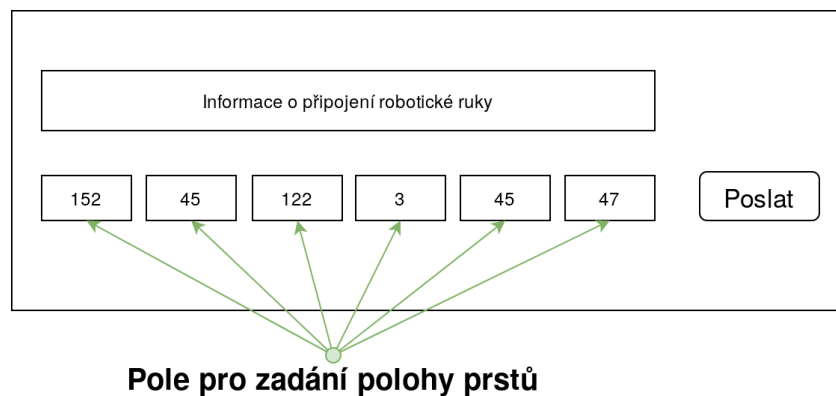 Informace o připojení robotické ruky
152 45 122 3 45 47 Poslat
Pole pro zadání polohy prstů